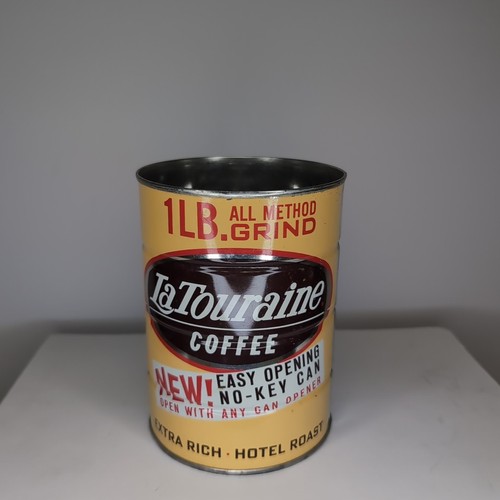 1LB. ALL METHOD
GRIND
LaTouraine
COFFEE
NEW! EASY OPENING
NO-KEY CAN
OPEN WITH ANY CAN OPENER
EXTRA RICH · HOTEL ROAST